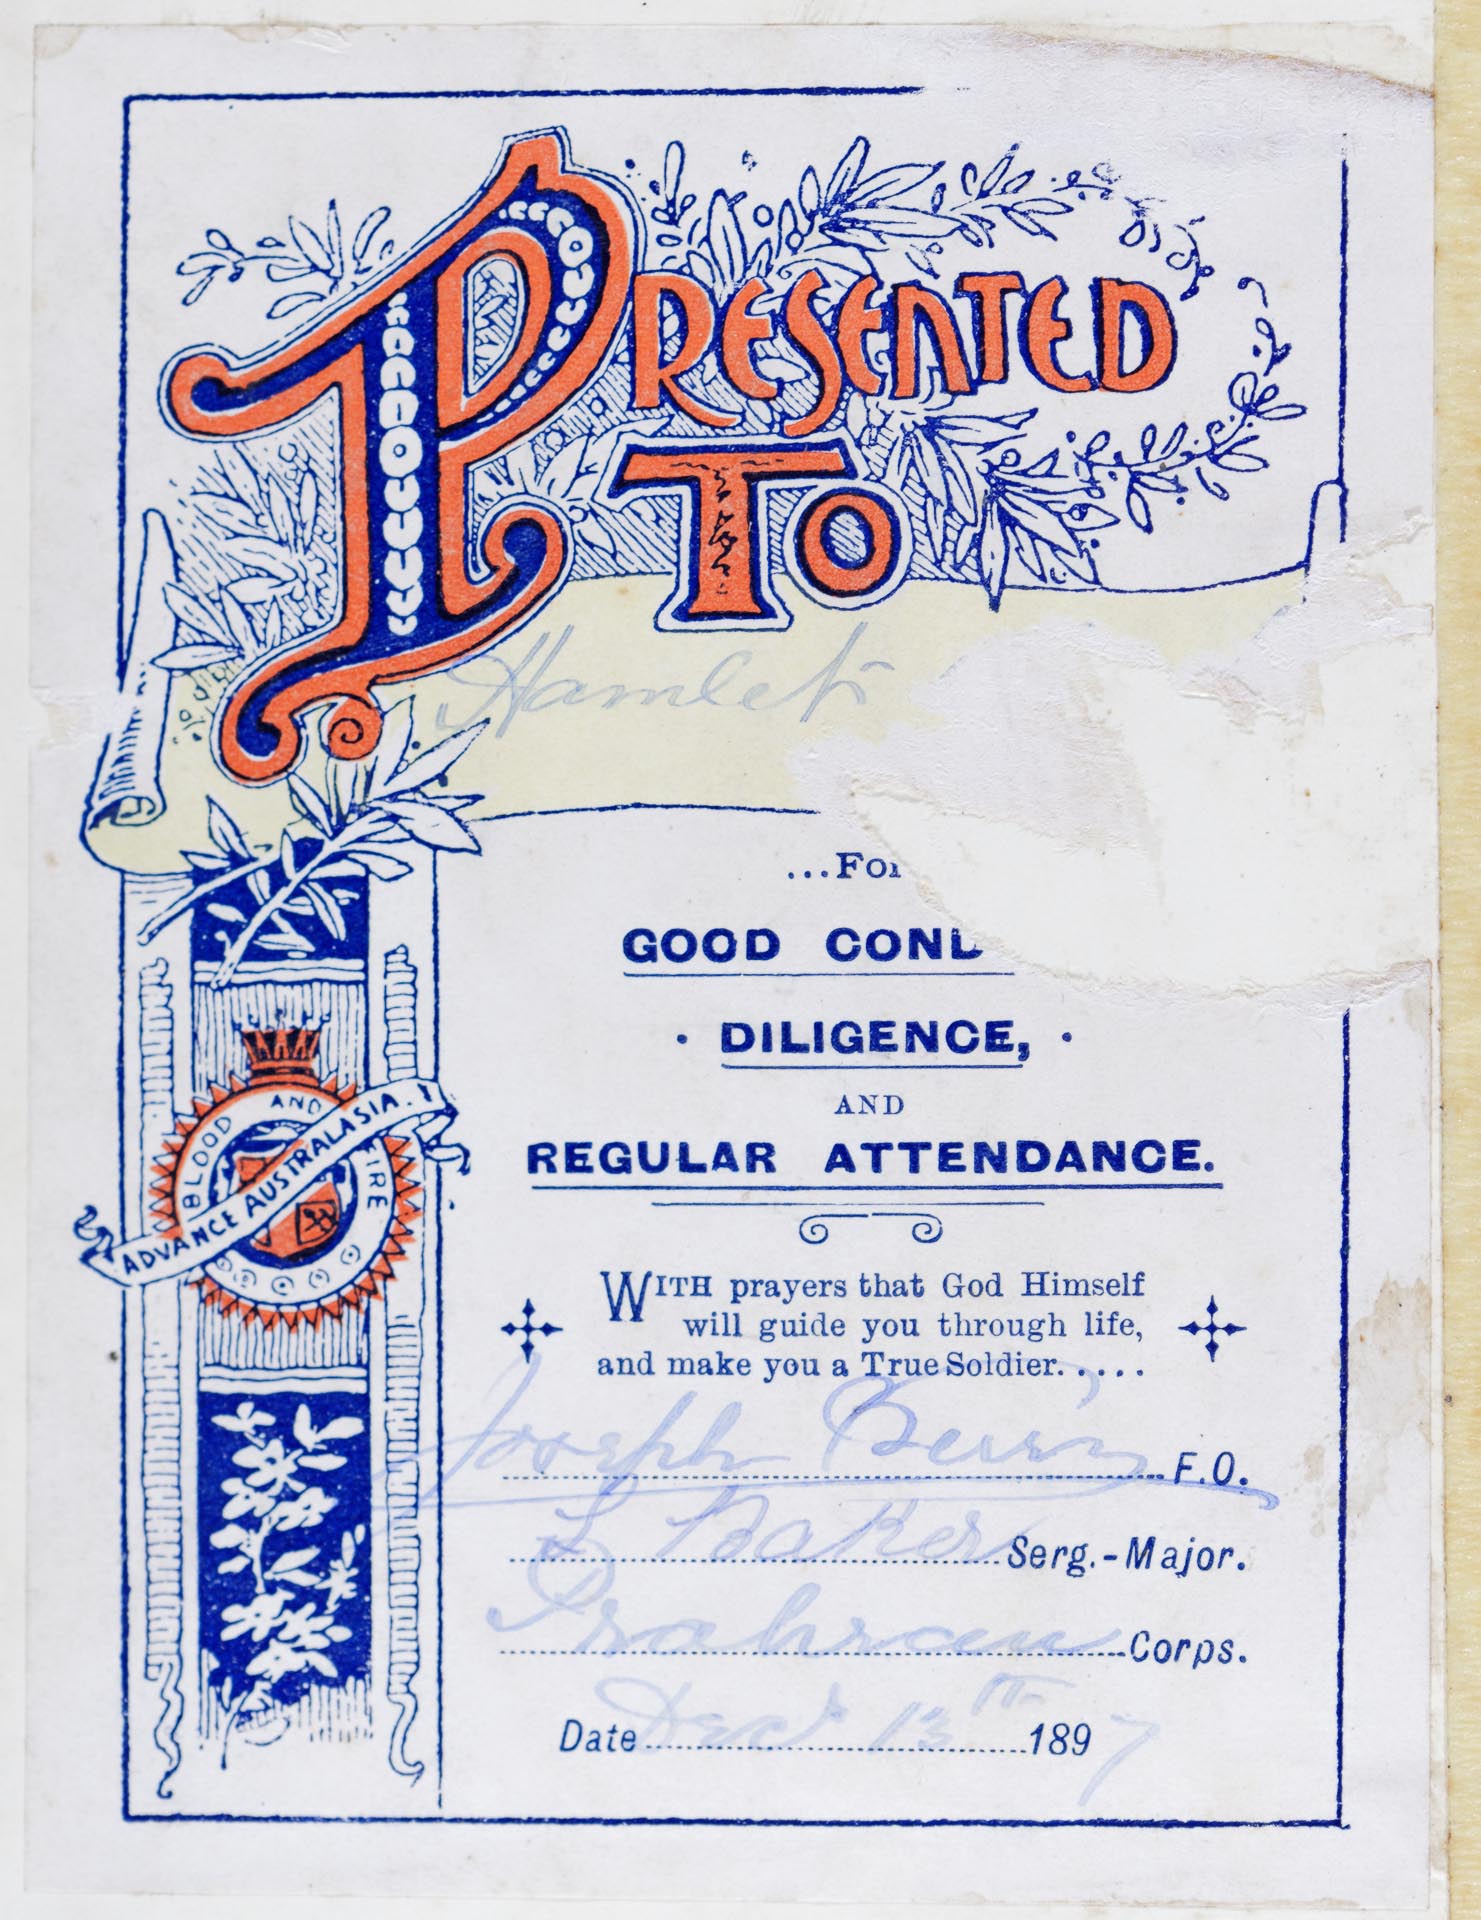 PRESENTED
TO
Hamlet
...For
GOOD COND
· DILIGENCE, ·
AND
REGULAR ATTENDANCE.
BLOOD AND FIRE
ADVANCE AUSTRALASIA.
WITH prayers that God Himself
will guide you through life,
and make you a True Soldier.....
Joseph F.O.
L Baker Serg.-Major.
Prahran Corps.
Date Dec 13th 1897